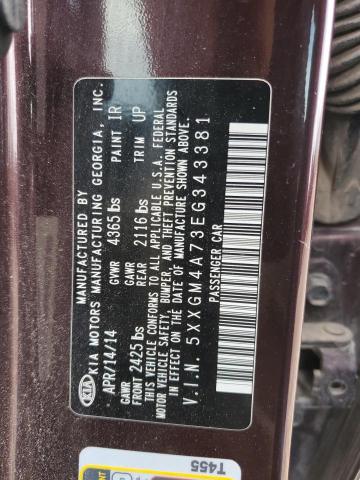 MANUFACTURED BY
KIA KIA MOTORS MANUFACTURING GEORGIA, INC.
APR/14/14 GVWR 4365 lbs PAINT IR
GAWR GAWR
FRONT 2425 lbs REAR 2116 lbs TRIM UP
THIS VEHICLE CONFORMS TO ALL APPLICABLE U.S.A. FEDERAL
MOTOR VEHICLE SAFETY, BUMPER, AND THEFT PREVENTION STANDARDS
IN EFFECT ON THE DATE OF MANUFACTURE SHOWN ABOVE.
V.I.N. 5XXGM4A73EG343381
PASSENGER CAR
T455